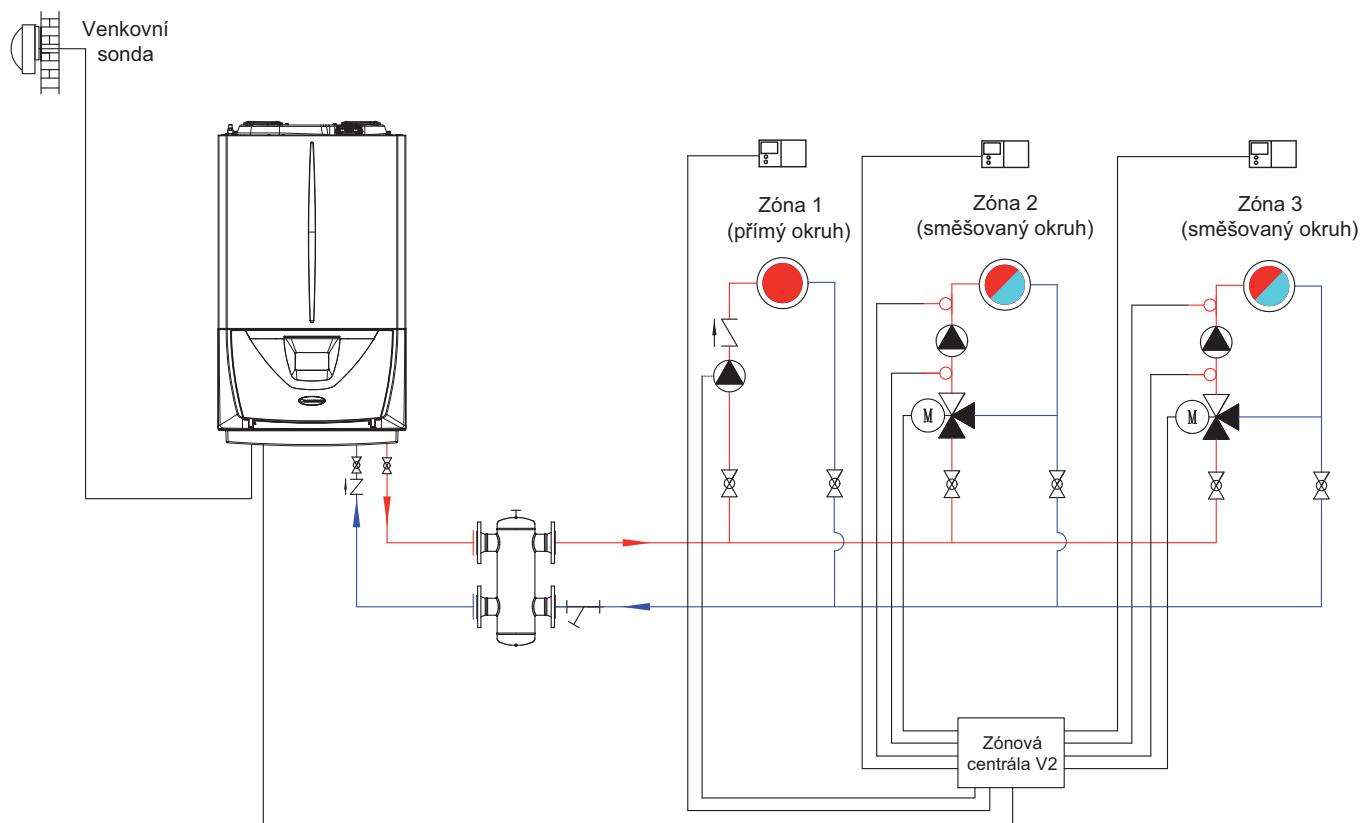 Venkovní
sonda
Zóna 1
(přímý okruh)
Zóna 2
(směšovaný okruh)
Zóna 3
(směšovaný okruh)
M
M
Zónová
centrála V2